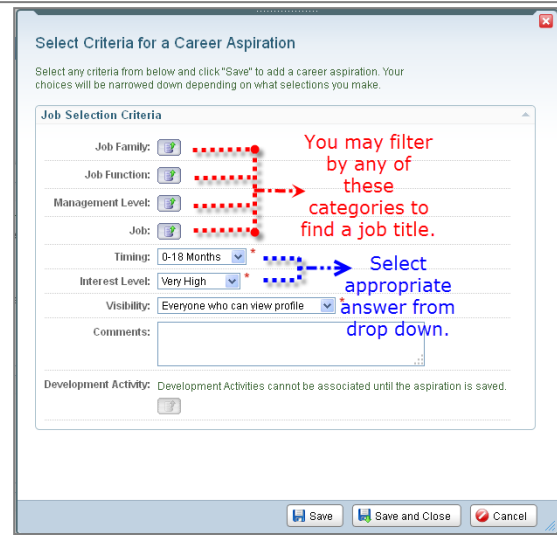 Select Criteria for a Career Aspiration
Select any criteria from below and click "Save" to add a career aspiration. Your
choices will be narrowed down depending on what selections you make.
Job Selection Criteria
Job Family:
Job Function:
Management Level:
Job:
You may filter
by any of
these
categories to
find a job title.
Timing: 0-18 Months *
Interest Level: Very High *
Visibility: Everyone who can view profile *
Select
appropriate
answer from
drop down.
Comments:
Development Activity: Development Activities cannot be associated until the aspiration is saved.
Save Save and Close Cancel